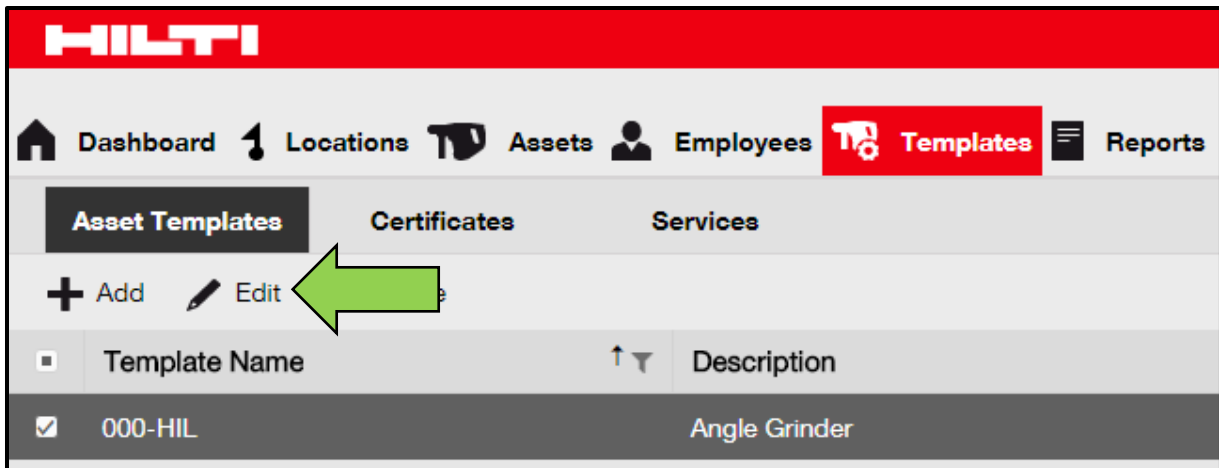 HILTI
Dashboard Locations Assets Employees Templates Reports
Asset Templates Certificates Services
Add Edit
Template Name Description
000-HIL Angle Grinder